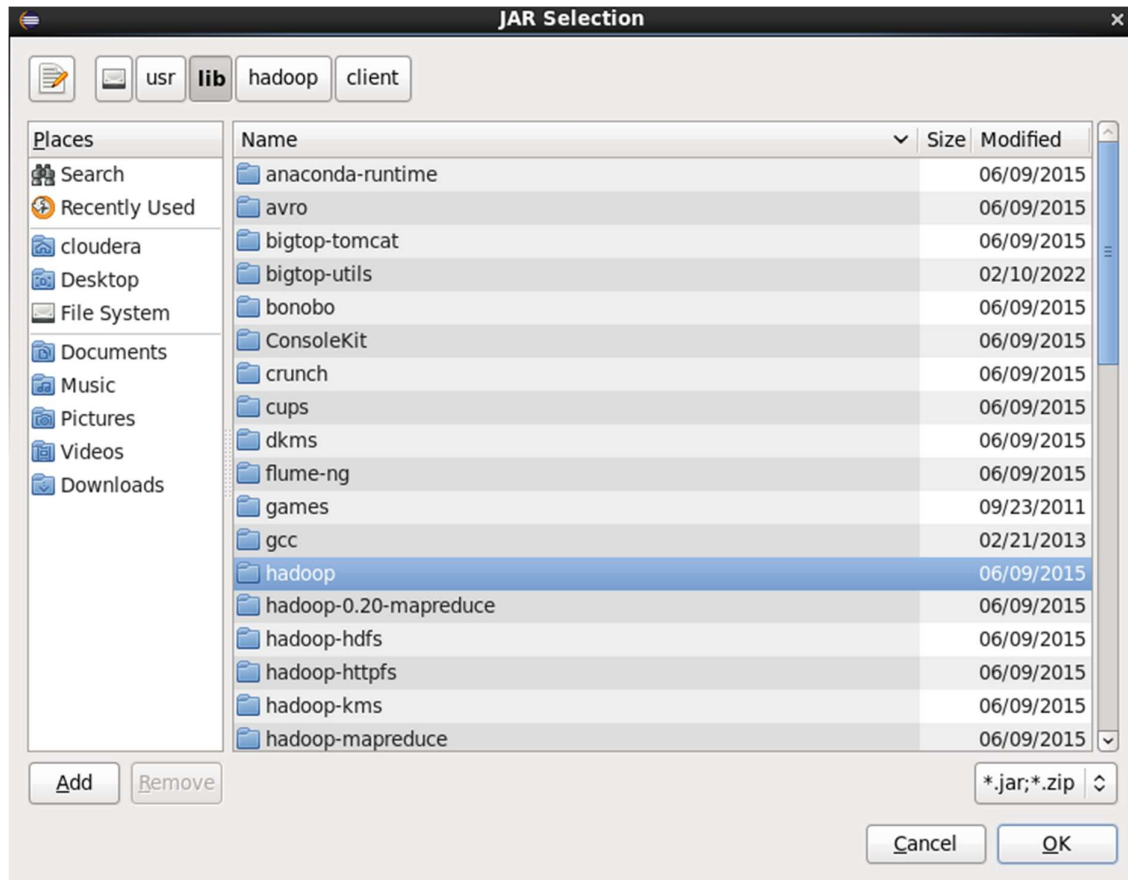 JAR Selection
usr lib hadoop client
Places
Search
Recently Used
cloudera
Desktop
File System
Documents
Music
Pictures
Videos
Downloads
Name Size Modified
anaconda-runtime 06/09/2015
avro 06/09/2015
bigtop-tomcat 06/09/2015
bigtop-utils 02/10/2022
bonobo 06/09/2015
ConsoleKit 06/09/2015
crunch 06/09/2015
cups 06/09/2015
dkms 06/09/2015
flume-ng 06/09/2015
games 09/23/2011
gcc 02/21/2013
hadoop 06/09/2015
hadoop-0.20-mapreduce 06/09/2015
hadoop-hdfs 06/09/2015
hadoop-httpfs 06/09/2015
hadoop-kms 06/09/2015
hadoop-mapreduce 06/09/2015
Add Remove *.jar;*.zip
Cancel OK